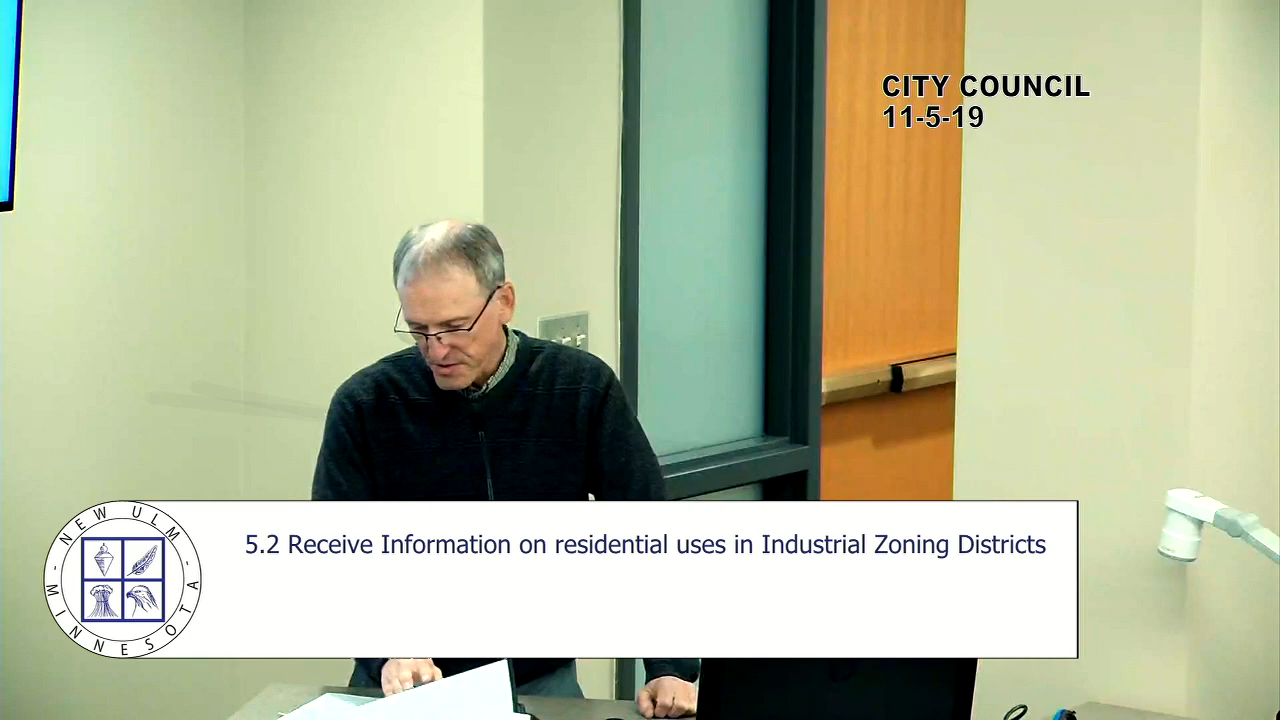 CITY COUNCIL
11-5-19
5.2 Receive Information on residential uses in Industrial Zoning Districts
NEW ULM
MINNESOTA